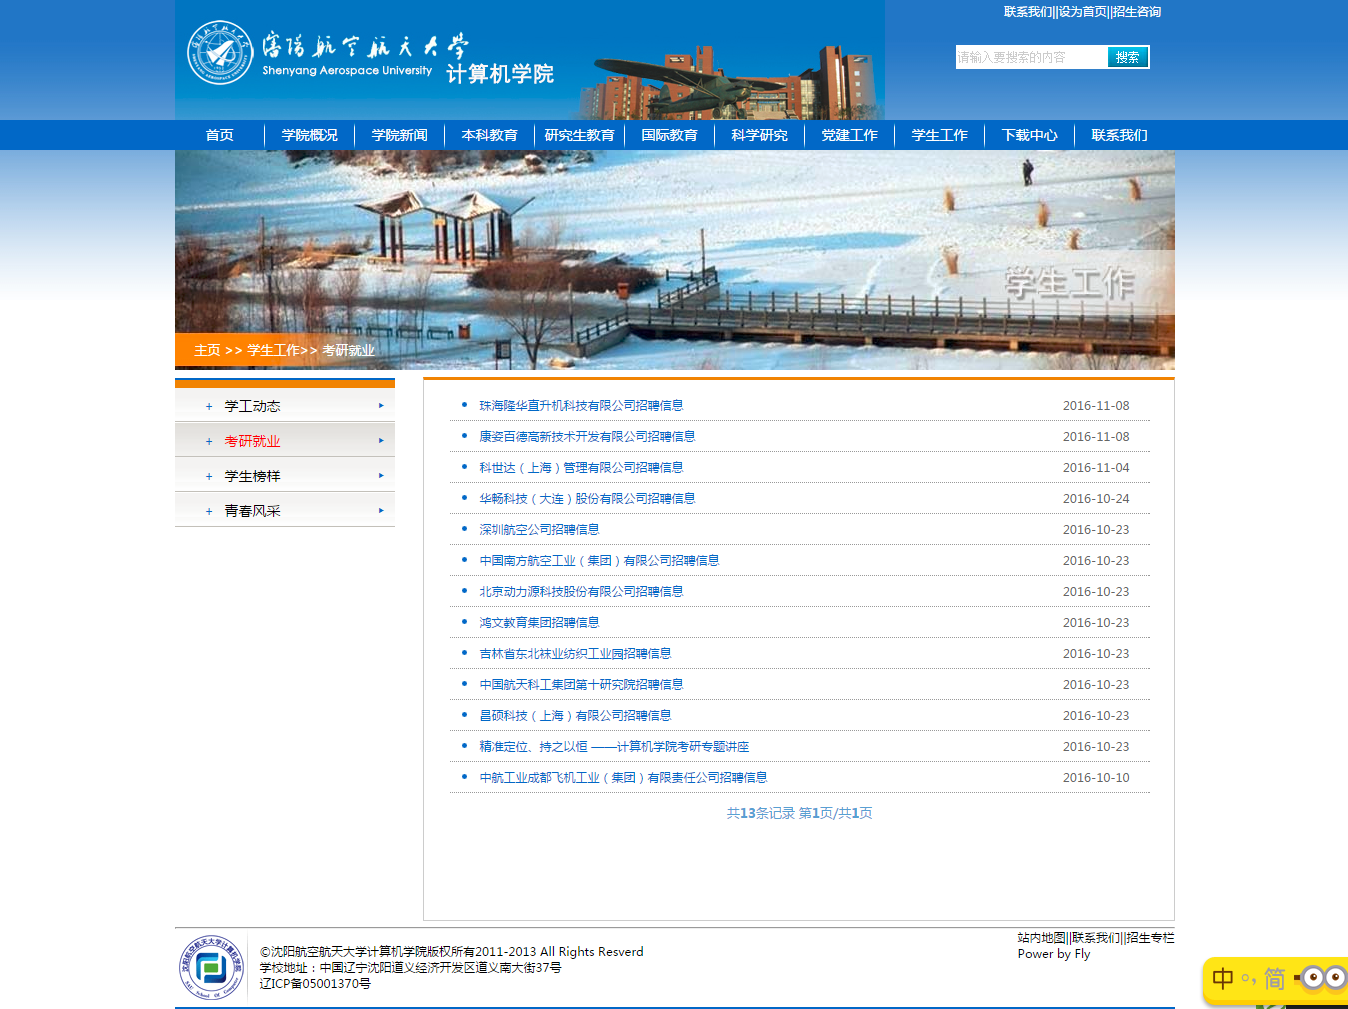 联系我们||设为首页||招生咨询
沈阳航空航天大学
Shenyang Aerospace University
计算机学院
请输入要搜索的内容
搜索
首页
学院概况
学院新闻
本科教育
研究生教育
国际教育
科学研究
党建工作
学生工作
下载中心
联系我们
学生工作
主页 >> 学生工作>> 考研就业
+ 学工动态
+ 考研就业
+ 学生榜样
+ 青春风采
珠海隆华直升机科技有限公司招聘信息 2016-11-08
康姿百德高新技术开发有限公司招聘信息 2016-11-08
科世达（上海）管理有限公司招聘信息 2016-11-04
华畅科技（大连）股份有限公司招聘信息 2016-10-24
深圳航空公司招聘信息 2016-10-23
中国南方航空工业（集团）有限公司招聘信息 2016-10-23
北京动力源科技股份有限公司招聘信息 2016-10-23
鸿文教育集团招聘信息 2016-10-23
吉林省东北袜业纺织工业园招聘信息 2016-10-23
中国航天科工集团第十研究院招聘信息 2016-10-23
昌硕科技（上海）有限公司招聘信息 2016-10-23
精准定位、持之以恒 ——计算机学院考研专题讲座 2016-10-23
中航工业成都飞机工业（集团）有限责任公司招聘信息 2016-10-10
共13条记录 第1页/共1页
沈阳航空航天大学计算机学院
©沈阳航空航天大学计算机学院版权所有2011-2013 All Rights Resverd
学校地址：中国辽宁沈阳道义经济开发区道义南大街37号
辽ICP备05001370号
站内地图||联系我们||招生专栏
Power by Fly
中 °, 简